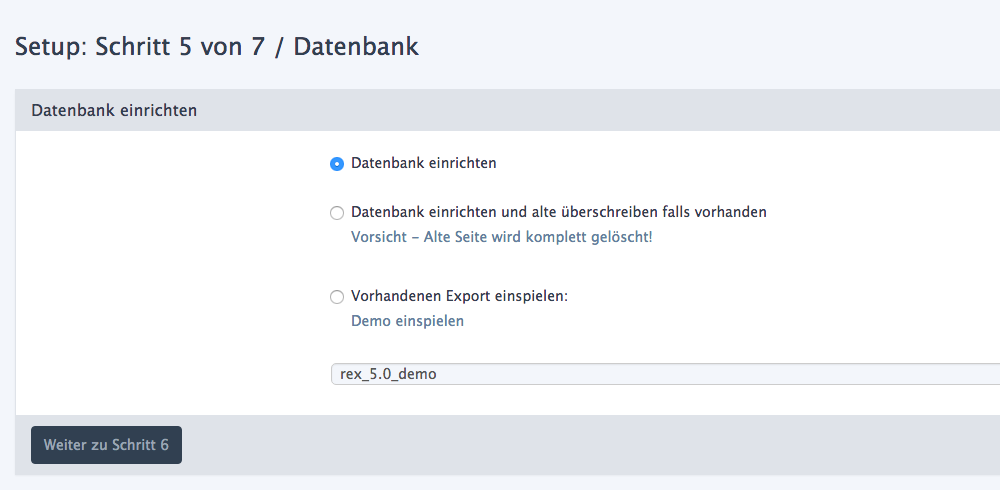 Setup: Schritt 5 von 7 / Datenbank
Datenbank einrichten
Datenbank einrichten
Datenbank einrichten und alte überschreiben falls vorhanden
Vorsicht – Alte Seite wird komplett gelöscht!
Vorhandenen Export einspielen:
Demo einspielen
rex_5.0_demo
Weiter zu Schritt 6